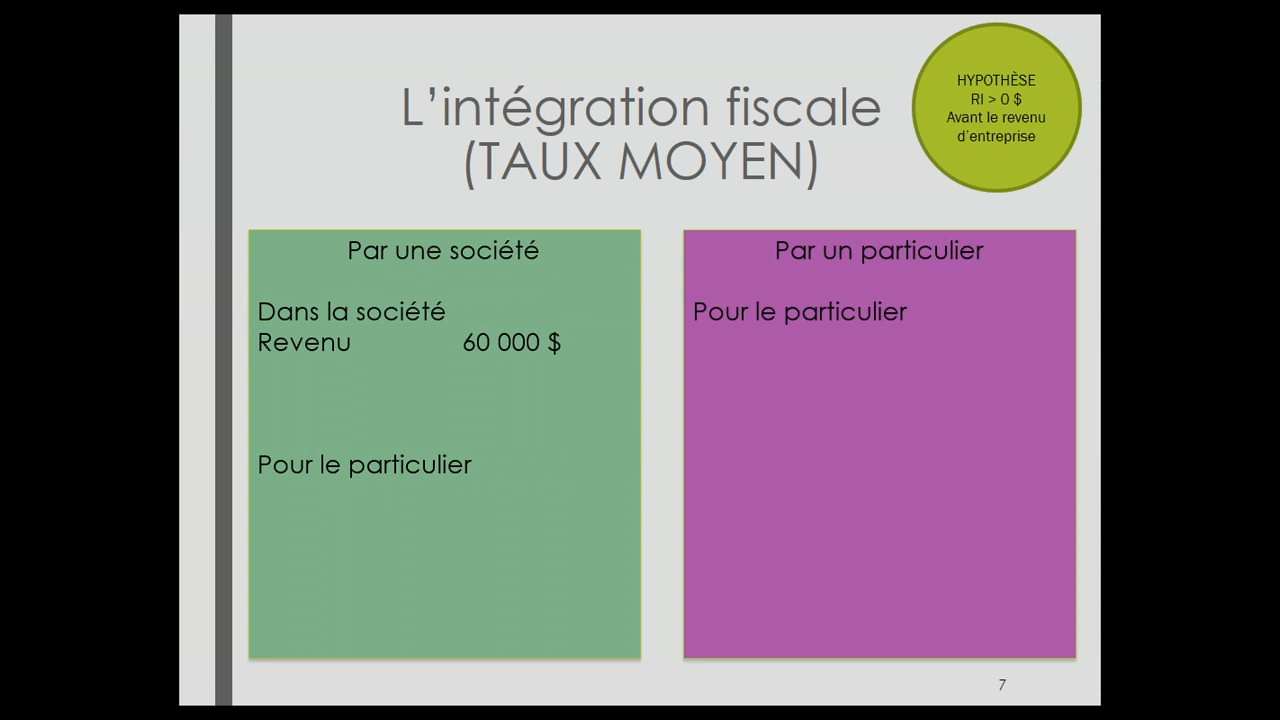 L’intégration fiscale
(TAUX MOYEN)
HYPOTHÈSE
RI > 0 $
Avant le revenu
d’entreprise
Par une société
Dans la société
Revenu 60 000 $
Pour le particulier
Par un particulier
Pour le particulier
7